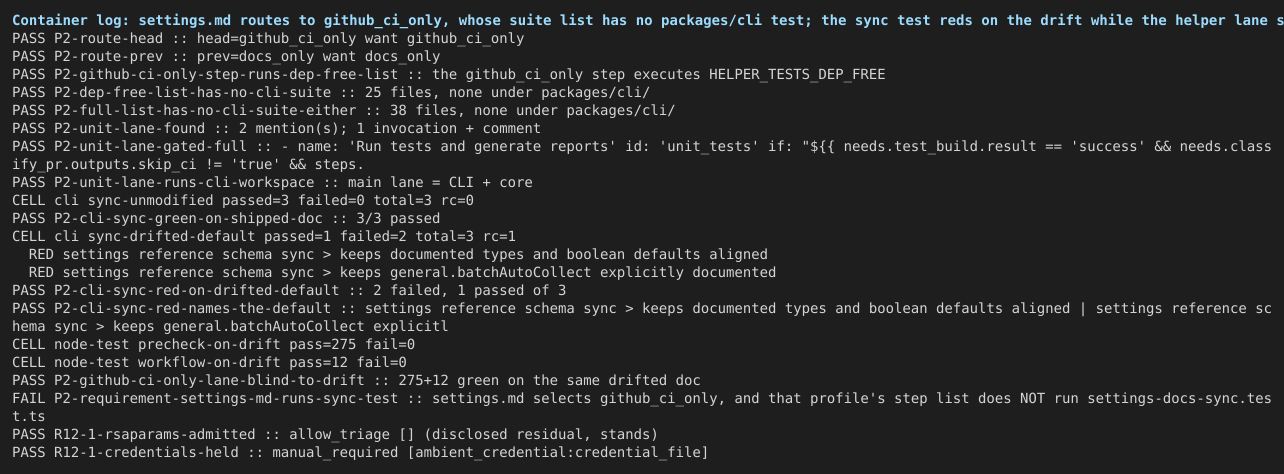 Container log: settings.md routes to github_ci_only, whose suite list has no packages/cli test; the sync test reds on the drift while the helper lane s
PASS P2-route-head :: head=github_ci_only want github_ci_only
PASS P2-route-prev :: prev=docs_only want docs_only
PASS P2-github-ci-only-step-runs-dep-free-list :: the github_ci_only step executes HELPER_TESTS_DEP_FREE
PASS P2-dep-free-list-has-no-cli-suite :: 25 files, none under packages/cli/
PASS P2-full-list-has-no-cli-suite-either :: 38 files, none under packages/cli/
PASS P2-unit-lane-found :: 2 mention(s); 1 invocation + comment
PASS P2-unit-lane-gated-full :: - name: 'Run tests and generate reports' id: 'unit_tests' if: "${{ needs.test_build.result == 'success' && needs.class
ify_pr.outputs.skip_ci != 'true' && steps.
PASS P2-unit-lane-runs-cli-workspace :: main lane = CLI + core
CELL cli sync-unmodified passed=3 failed=0 total=3 rc=0
PASS P2-cli-sync-green-on-shipped-doc :: 3/3 passed
CELL cli sync-drifted-default passed=1 failed=2 total=3 rc=1
  RED settings reference schema sync > keeps documented types and boolean defaults aligned
  RED settings reference schema sync > keeps general.batchAutoCollect explicitly documented
PASS P2-cli-sync-red-on-drifted-default :: 2 failed, 1 passed of 3
PASS P2-cli-sync-red-names-the-default :: settings reference schema sync > keeps documented types and boolean defaults aligned | settings reference sc
hema sync > keeps general.batchAutoCollect explicitl
CELL node-test precheck-on-drift pass=275 fail=0
CELL node-test workflow-on-drift pass=12 fail=0
PASS P2-github-ci-only-lane-blind-to-drift :: 275+12 green on the same drifted doc
FAIL P2-requirement-settings-md-runs-sync-test :: settings.md selects github_ci_only, and that profile's step list does NOT run settings-docs-sync.tes
t.ts
PASS R12-1-rsaparams-admitted :: allow_triage [] (disclosed residual, stands)
PASS R12-1-credentials-held :: manual_required [ambient_credential:credential_file]